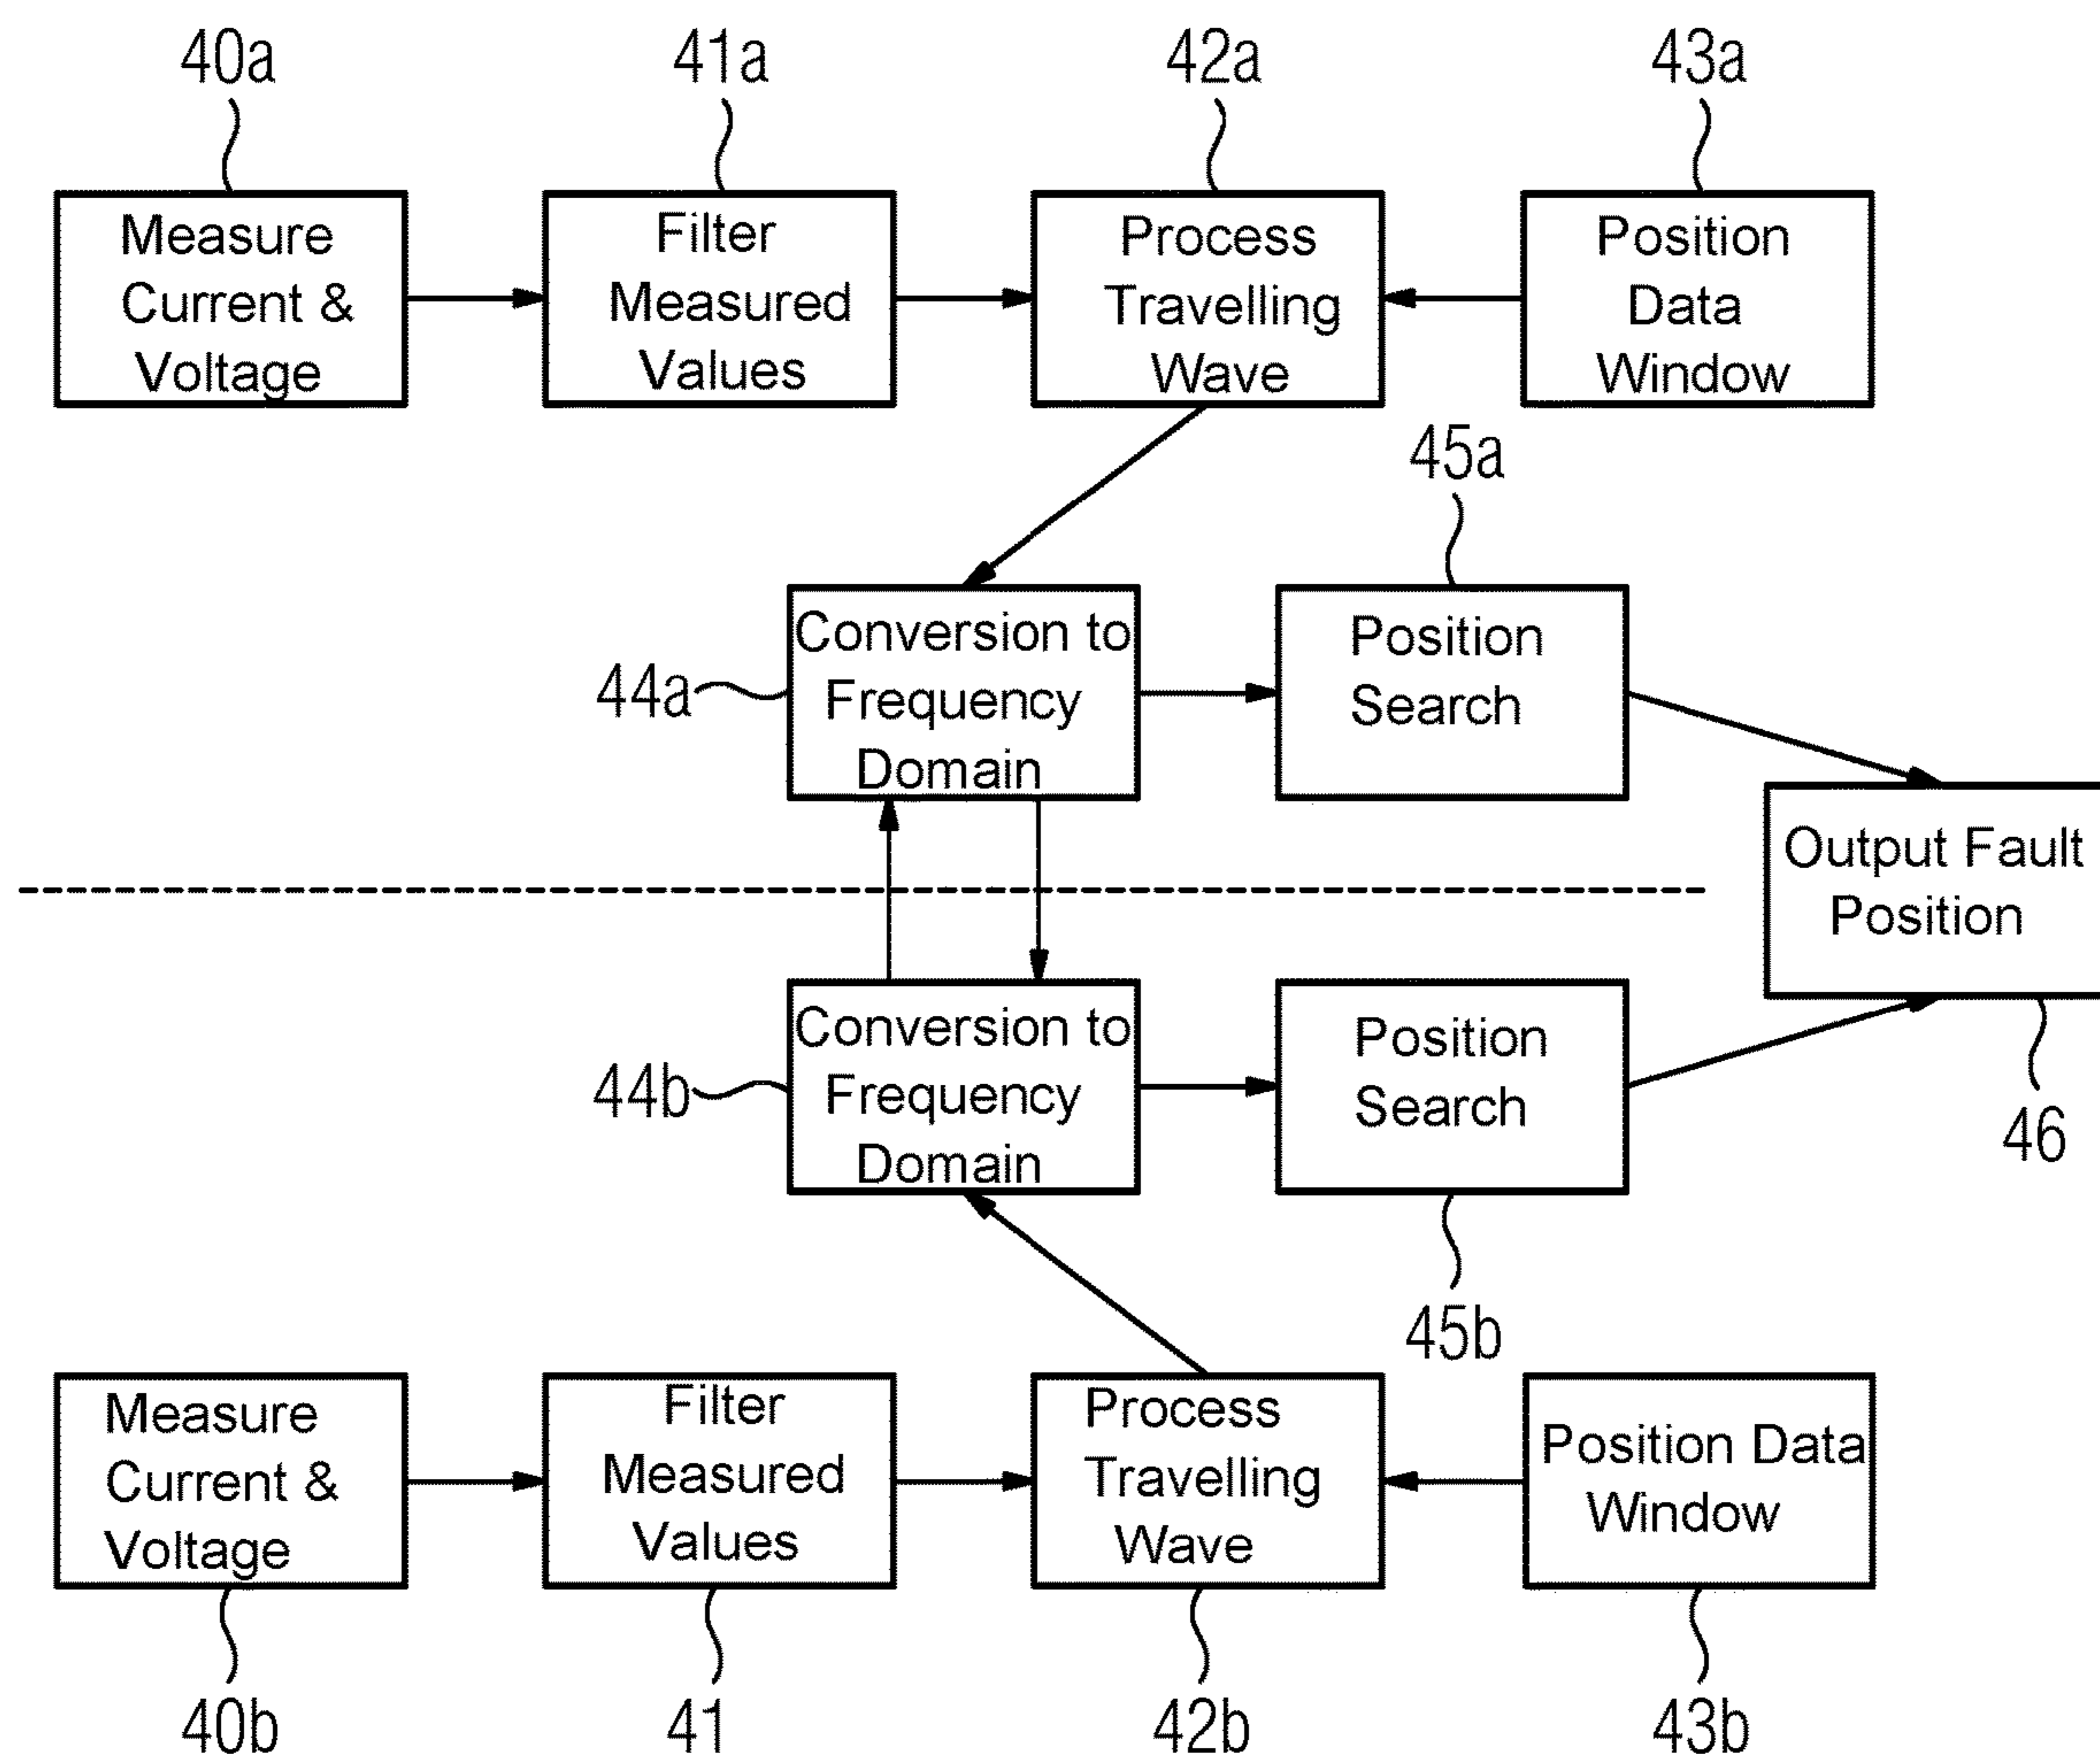 40a
41a
42a
43a
Measure
Current &
Voltage
Filter
Measured
Values
Process
Travelling
Wave
Position
Data
Window
45a
44a
Conversion to
Frequency
Domain
Position
Search
Output Fault
Position
46
44b
Conversion to
Frequency
Domain
Position
Search
45b
Measure
Current &
Voltage
Filter
Measured
Values
Process
Travelling
Wave
Position Data
Window
40b
41
42b
43b